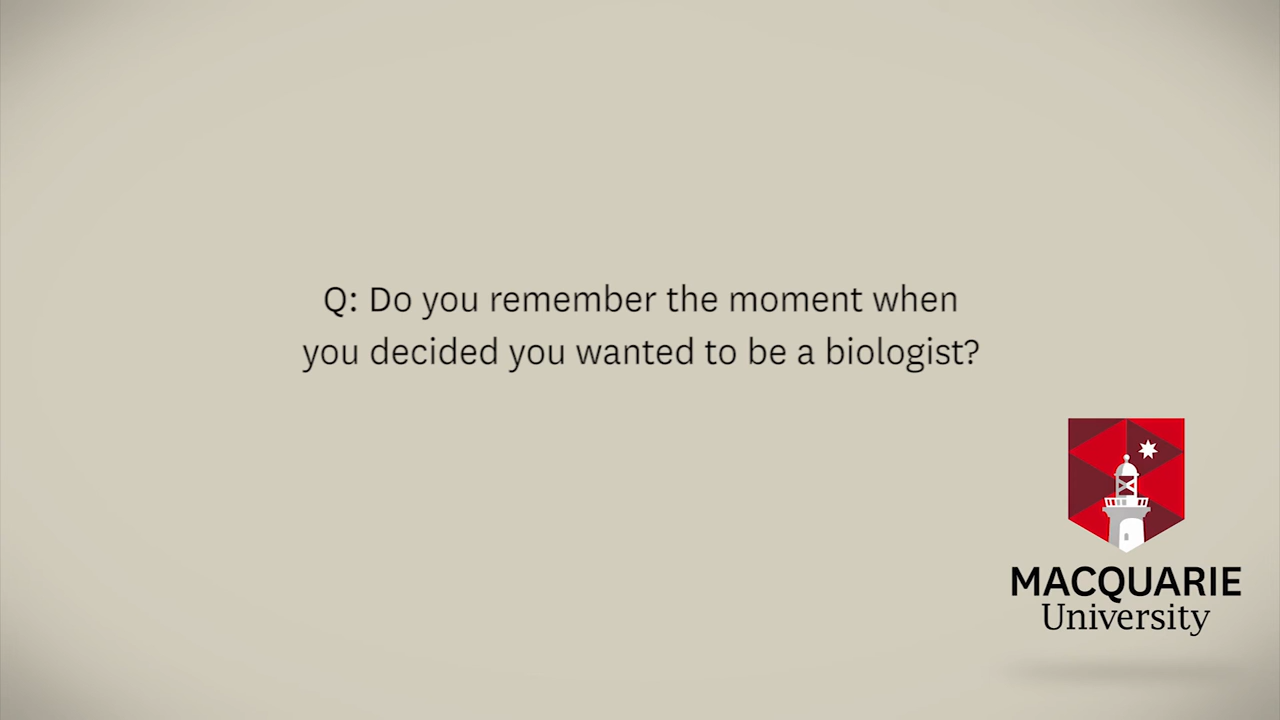 Q: Do you remember the moment when
you decided you wanted to be a biologist?
MACQUARIE
University